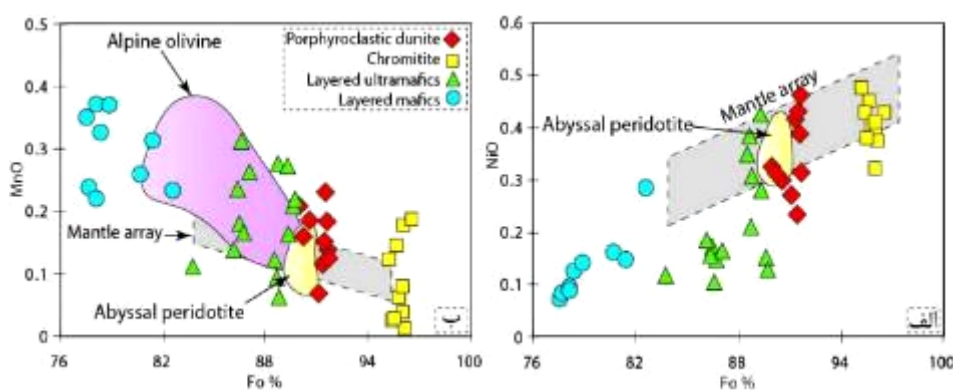 0.5
0.4
0.3
0.2
0.1
0
MnO
76
82
88
94
100
Fo %
Alpine olivine
Porphyroclastic dunite
Chromitite
Layered ultramafics
Layered mafics
Mantle array
Abyssal peridotite
ب
0.6
0.5
0.4
0.3
0.2
0.1
0
NiO
76
82
88
94
100
Fo %
Mantle array
Abyssal peridotite
الف